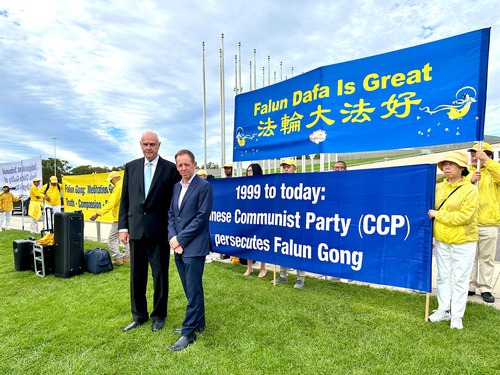 Falun Dafa Is Great
法輪大法好
1999 to today:
nese Communist Party (CCP)
persecutes Falun Gong
Falun Gong: Meditation
Truth - Compassion -